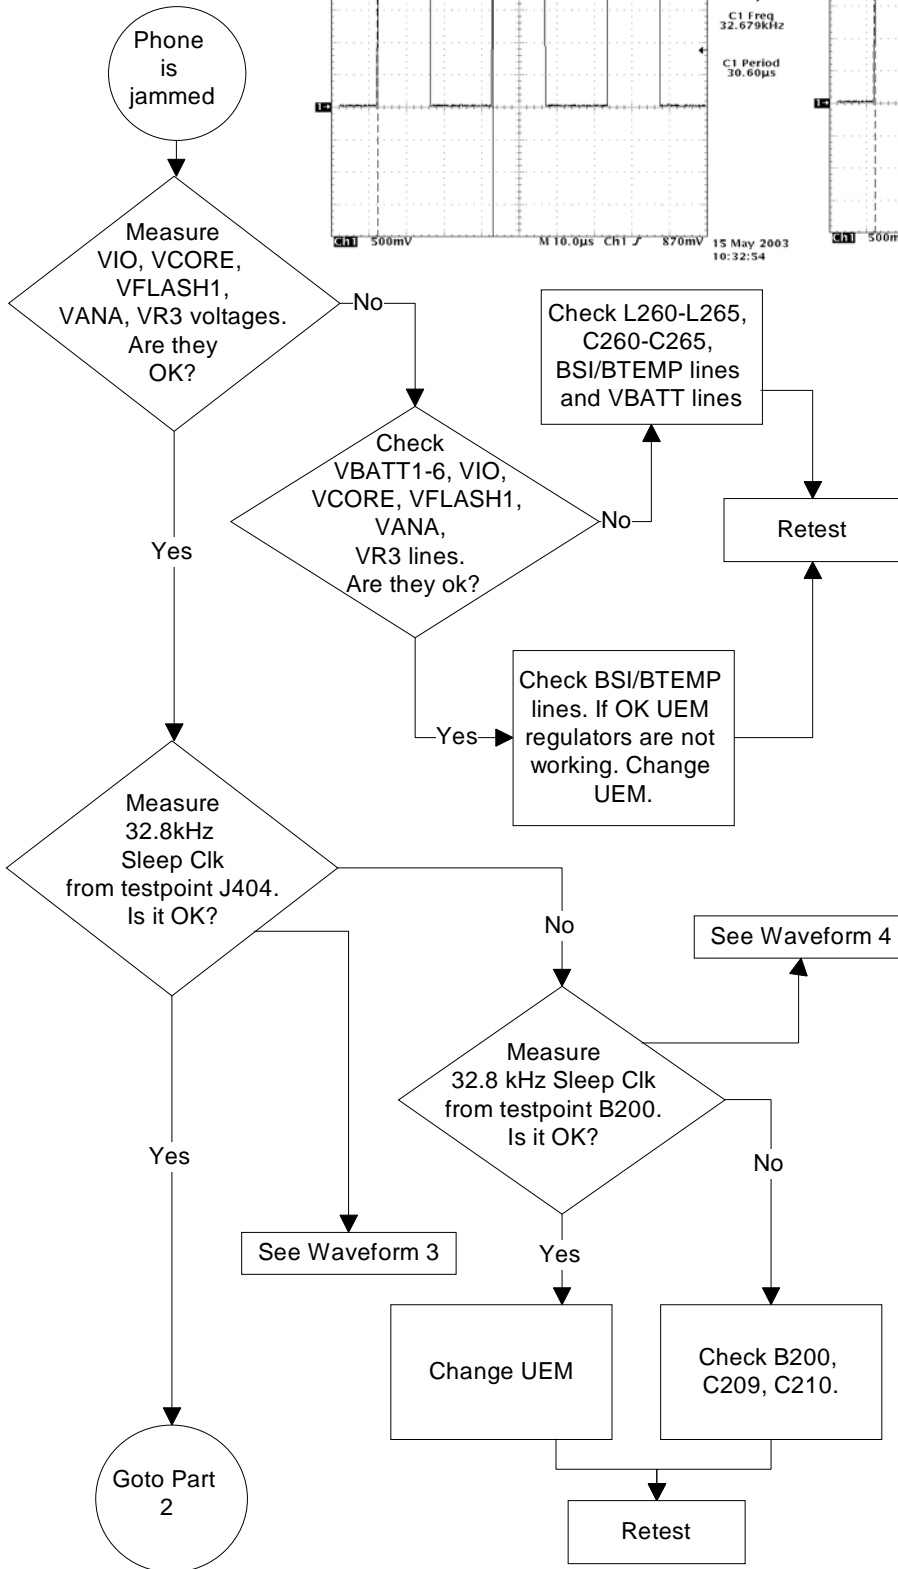 C1 Freq
32.679kHz
C1 Period
30.60µs
1
1
Ch1 500mV M 10.0µs Ch1 870mV
15 May 2003
10:32:54
Ch1 500m
Phone
is
jammed
Measure
VIO, VCORE,
VFLASH1,
VANA, VR3 voltages.
Are they
OK?
No
Check L260-L265,
C260-C265,
BSI/BTEMP lines
and VBATT lines
Check
VBATT1-6, VIO,
VCORE, VFLASH1,
VANA,
VR3 lines.
Are they ok?
No
Retest
Yes
Yes
Check BSI/BTEMP
lines. If OK UEM
regulators are not
working. Change
UEM.
Measure
32.8kHz
Sleep Clk
from testpoint J404.
Is it OK?
No
See Waveform 4
Measure
32.8 kHz Sleep Clk
from testpoint B200.
Is it OK?
Yes
No
See Waveform 3
Yes
Change UEM
Check B200,
C209, C210.
Goto Part
2
Retest